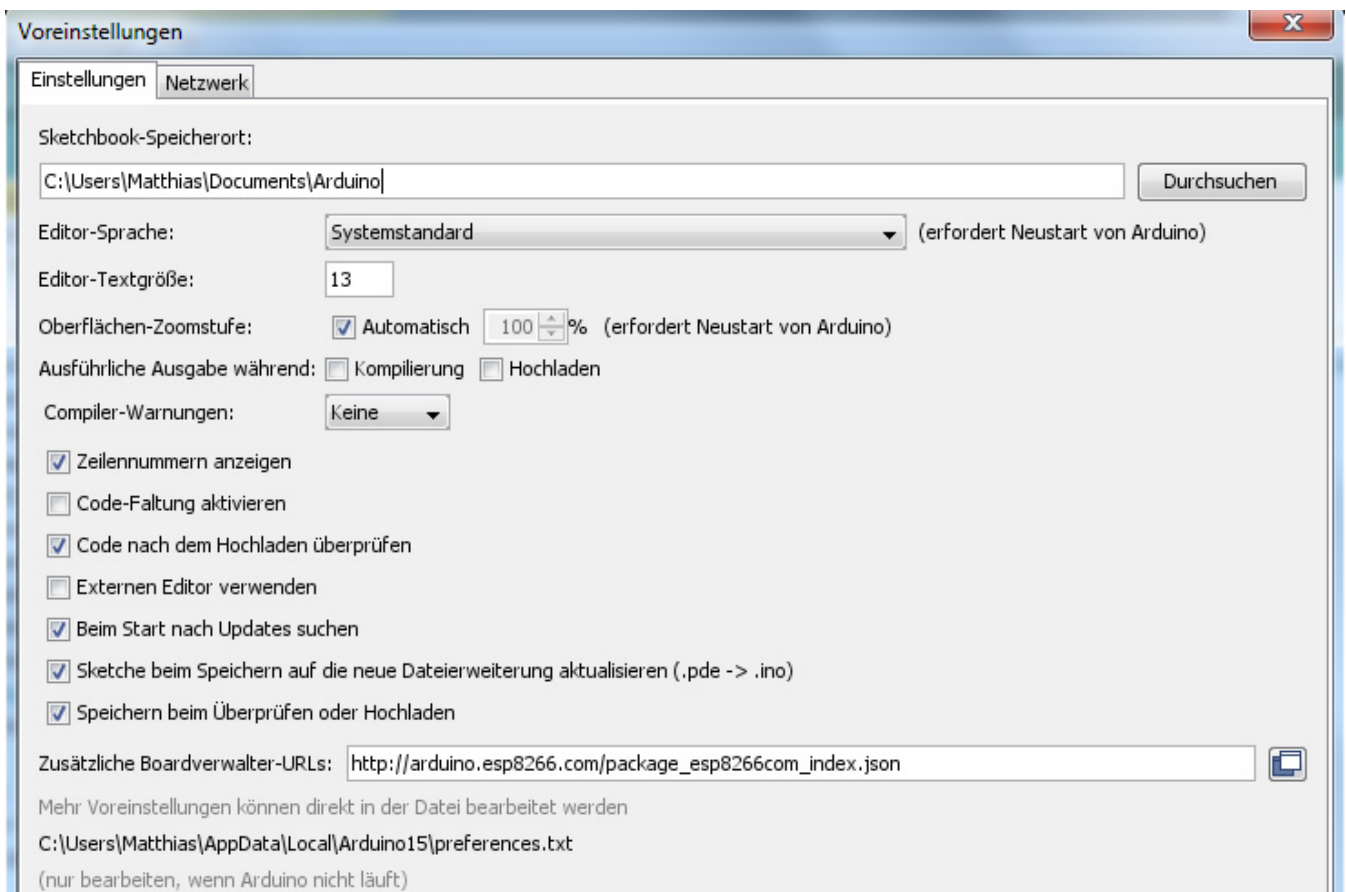 Voreinstellungen
Einstellungen Netzwerk
Sketchbook-Speicherort:
C:\Users\Matthias\Documents\Arduino Durchsuchen
Editor-Sprache: Systemstandard (erfordert Neustart von Arduino)
Editor-Textgröße: 13
Oberflächen-Zoomstufe: Automatisch 100 % (erfordert Neustart von Arduino)
Ausführliche Ausgabe während: Kompilierung Hochladen
Compiler-Warnungen: Keine
Zeilennummern anzeigen
Code-Faltung aktivieren
Code nach dem Hochladen überprüfen
Externen Editor verwenden
Beim Start nach Updates suchen
Sketche beim Speichern auf die neue Dateierweiterung aktualisieren (.pde -> .ino)
Speichern beim Überprüfen oder Hochladen
Zusätzliche Boardverwalter-URLs: http://arduino.esp8266.com/package_esp8266com_index.json
Mehr Voreinstellungen können direkt in der Datei bearbeitet werden
C:\Users\Matthias\AppData\Local\Arduino15\preferences.txt
(nur bearbeiten, wenn Arduino nicht läuft)